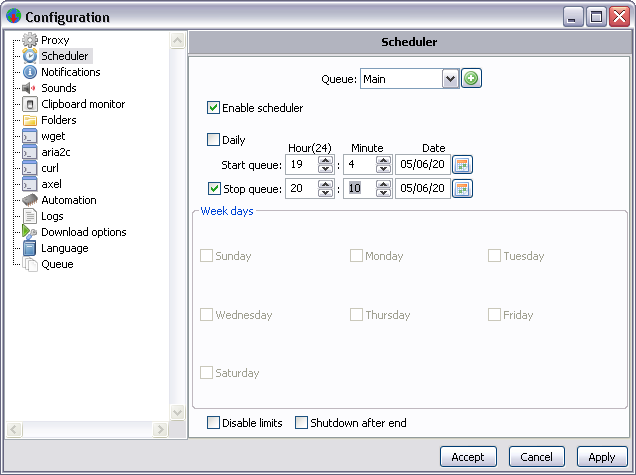 Configuration
Proxy
Scheduler
Notifications
Sounds
Clipboard monitor
Folders
wget
aria2c
curl
axel
Automation
Logs
Download options
Language
Queue
Scheduler
Queue: Main
Enable scheduler
Daily
Hour(24) Minute Date
Start queue: 19 : 4 05/06/20
Stop queue: 20 : 10 05/06/20
Week days
Sunday Monday Tuesday
Wednesday Thursday Friday
Saturday
Disable limits Shutdown after end
Accept Cancel Apply